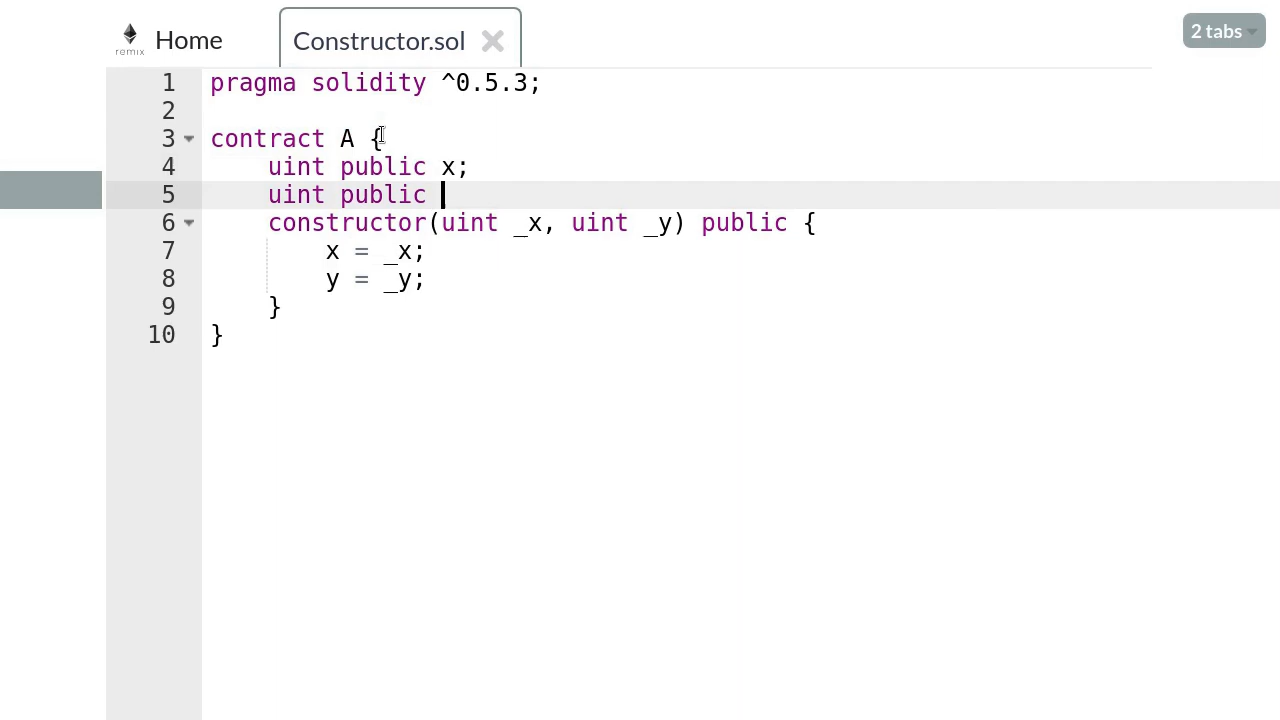 remix
Home
Constructor.sol
2 tabs
1 pragma solidity ^0.5.3;
2
3 contract A {
4     uint public x;
5     uint public
6     constructor(uint _x, uint _y) public {
7         x = _x;
8         y = _y;
9     }
10 }